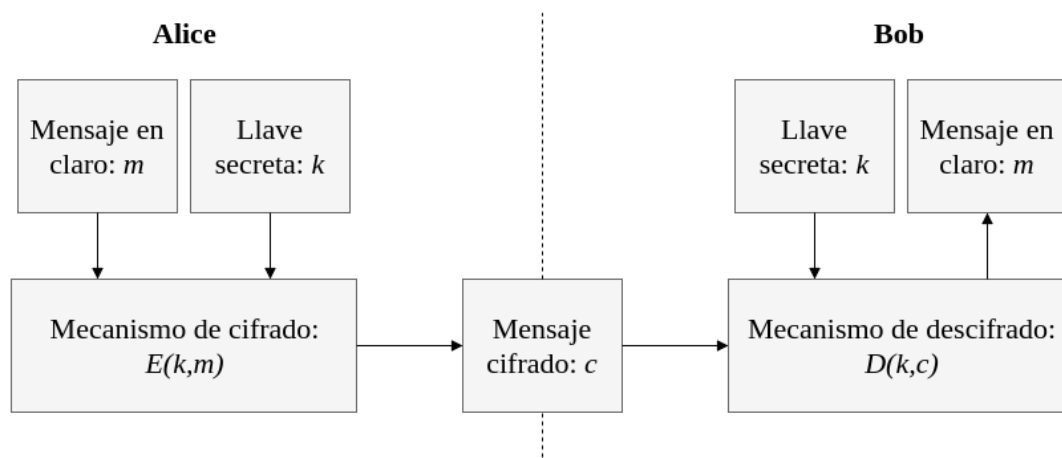 Alice
Bob
Mensaje en
claro: m
Llave
secreta: k
Llave
secreta: k
Mensaje en
claro: m
Mecanismo de cifrado:
E(k,m)
Mensaje
cifrado: c
Mecanismo de descifrado:
D(k,c)